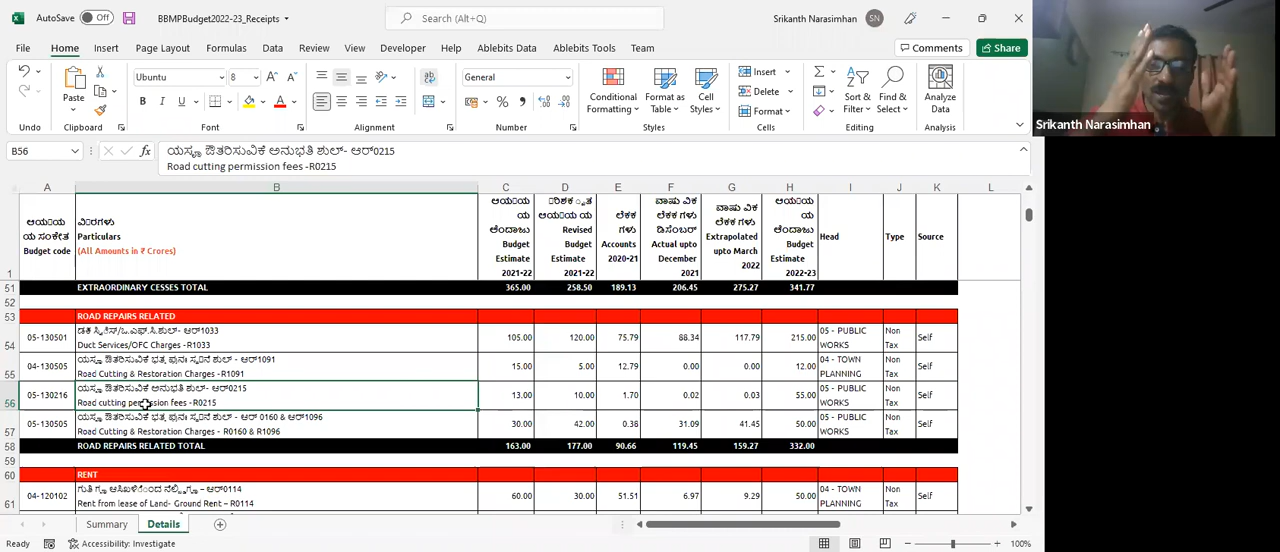 AutoSave Off BBMPBudget2022-23_Receipts Search (Alt+Q) Srikanth Narasimhan SN
File Home Insert Page Layout Formulas Data Review View Developer Help Ablebits Data Ablebits Tools Team Comments Share
Paste Ubuntu 8 General
Conditional Formatting Format as Table Cell Styles Insert Delete Format Sort & Filter Find & Select Analyze Data
Undo Clipboard Font Alignment Number Styles Cells Editing Analysis
Srikanth Narasimhan
B56
Road cutting permission fees -R0215
A B C D E F G H I J K L
Budget code
Particulars
(All Amounts in ₹ Crores)
Budget Estimate 2021-22
Revised Budget Estimate 2021-22
Accounts 2020-21
Actual upto December 2021
Extrapolated upto March 2022
Budget Estimate 2022-23
Head Type Source
51 EXTRAORDINARY CESSES TOTAL 365.00 258.50 189.13 206.45 275.27 341.77
52
53 ROAD REPAIRS RELATED
54 05-130501 Duct Services/OFC Charges -R1033 105.00 120.00 75.79 88.34 117.79 215.00 05 - PUBLIC WORKS Non Tax Self
55 04-130505 Road Cutting & Restoration Charges -R1091 15.00 5.00 12.79 0.00 0.00 12.00 04 - TOWN PLANNING Non Tax Self
56 05-130216 Road cutting permission fees -R0215 13.00 10.00 1.70 0.02 0.03 55.00 05 - PUBLIC WORKS Non Tax Self
57 05-130505 Road Cutting & Restoration Charges - R0160 & R1096 30.00 42.00 0.38 31.09 41.45 50.00 05 - PUBLIC WORKS Non Tax Self
58 ROAD REPAIRS RELATED TOTAL 163.00 177.00 90.66 119.45 159.27 332.00
59
60 RENT
61 04-120102 Rent from lease of Land- Ground Rent – R0114 60.00 30.00 51.51 6.97 9.29 50.00 04 - TOWN PLANNING Non Tax Self
Summary Details
Ready Accessibility: Investigate 100%